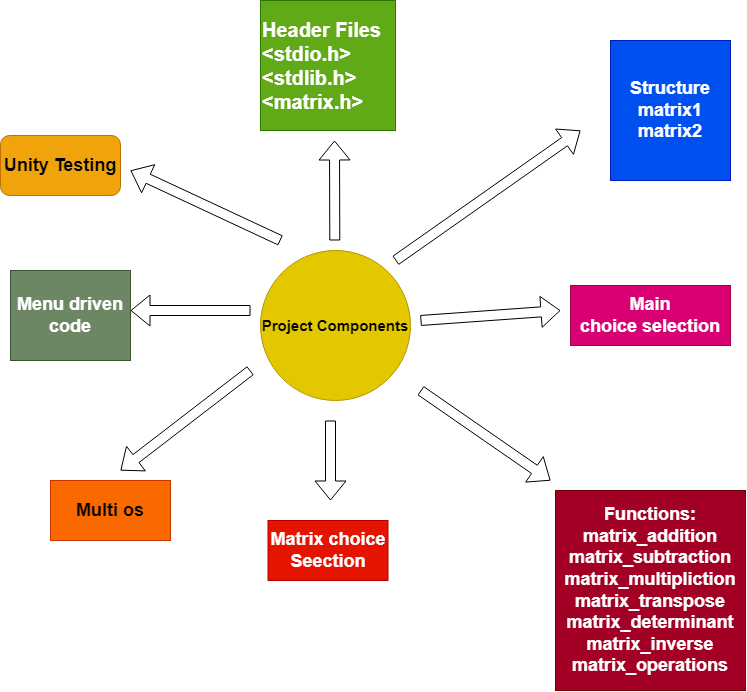 Header Files
<stdio.h>
<stdlib.h>
<matrix.h>
Structure
matrix1
matrix2
Unity Testing
Menu driven
code
Project Components
Main
choice selection
Multi os
Matrix choice
Seection
Functions:
matrix_addition
matrix_subtraction
matrix_multipliction
matrix_transpose
matrix_determinant
matrix_inverse
matrix_operations